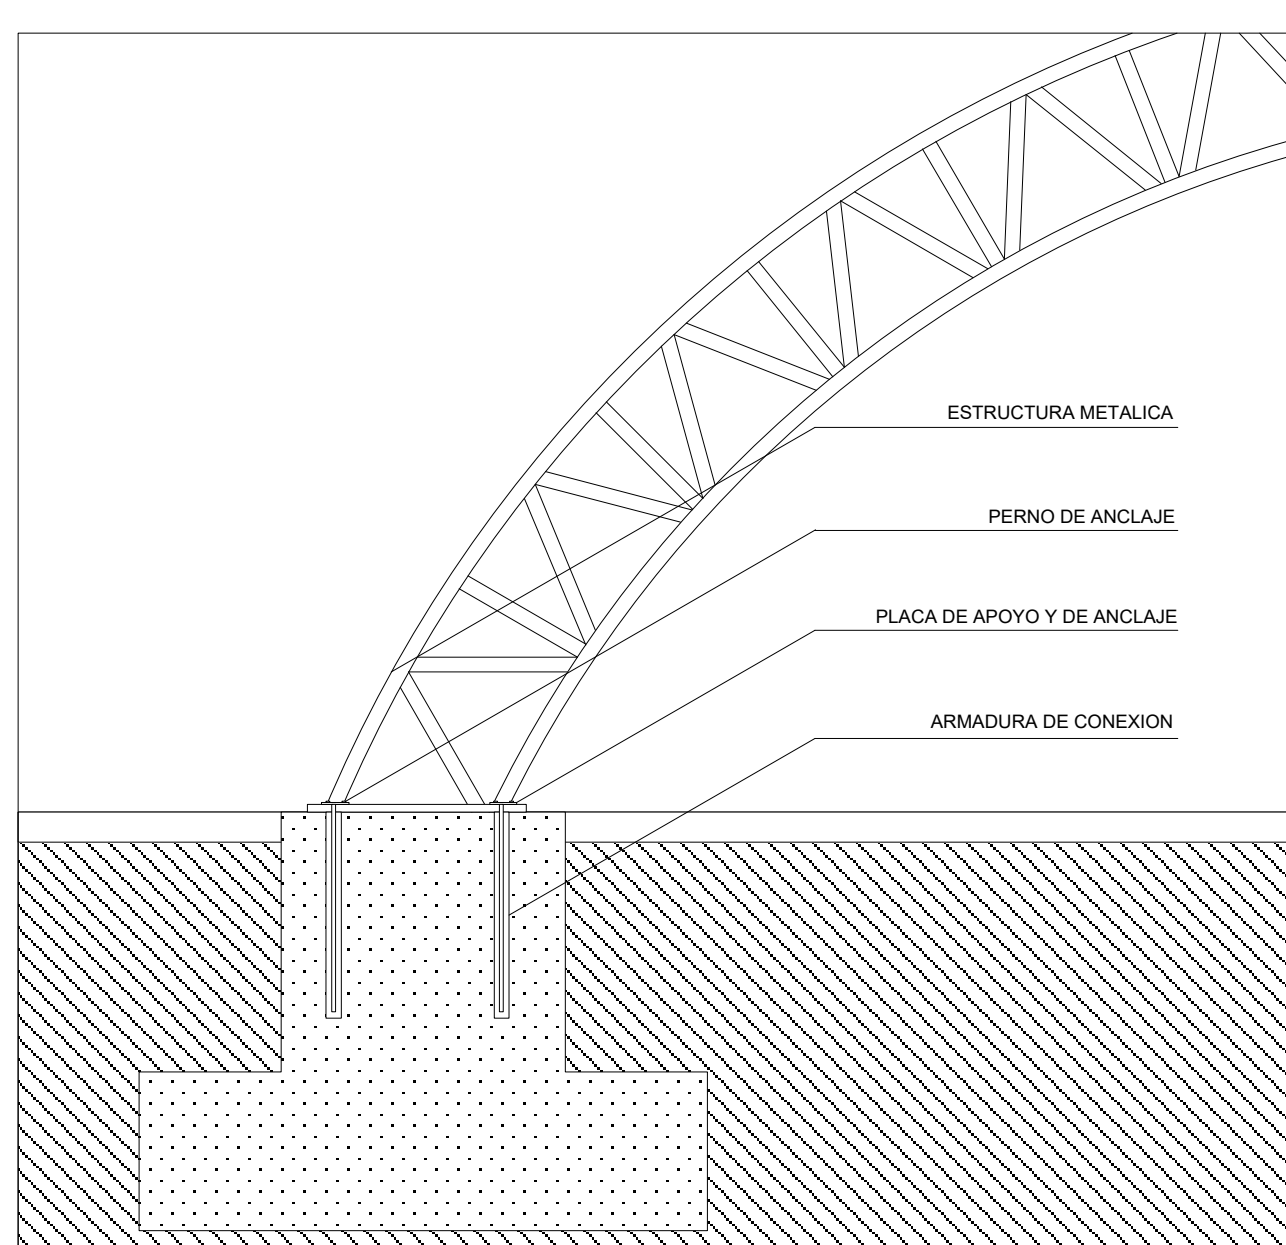 ESTRUCTURA METALICA
PERNO DE ANCLAJE
PLACA DE APOYO Y DE ANCLAJE
ARMADURA DE CONEXION